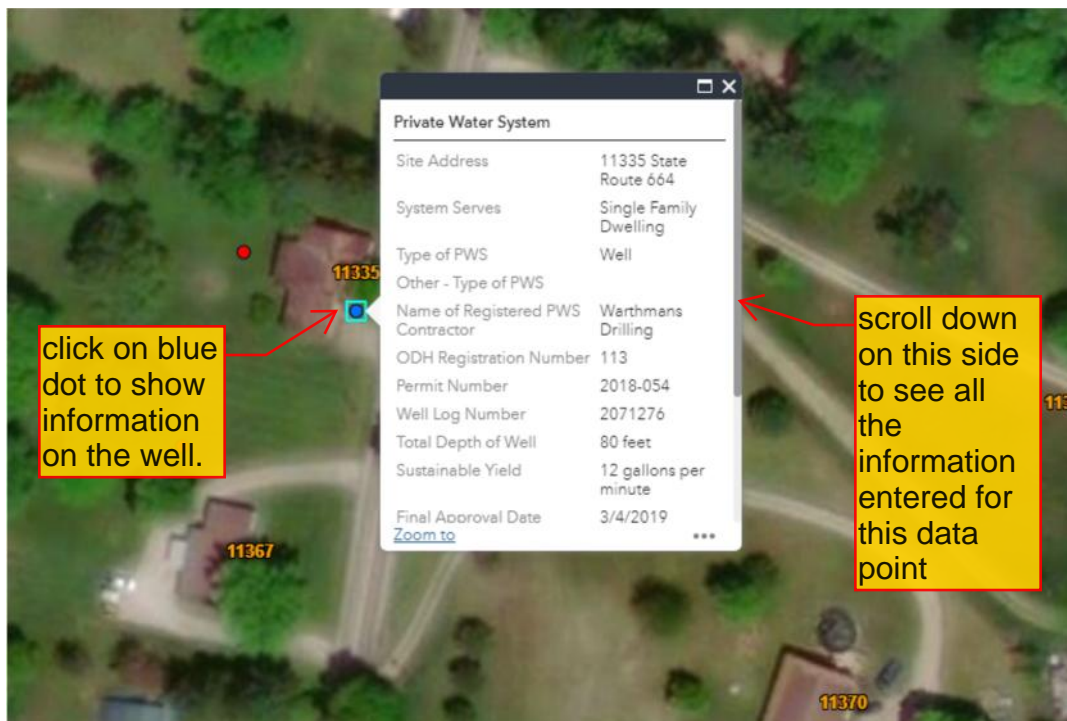 Private Water System
Site Address 11335 State
Route 664
System Serves Single Family
Dwelling
Type of PWS Well
Other - Type of PWS
Name of Registered PWS Warthmans
Contractor Drilling
ODH Registration Number 113
Permit Number 2018-054
Well Log Number 2071276
Total Depth of Well 80 feet
Sustainable Yield 12 gallons per
minute
Final Approval Date 3/4/2019
Zoom to
11335
click on blue
dot to show
information
on the well.
scroll down
on this side
to see all
the
information
entered for
this data
point
113
11367
11370